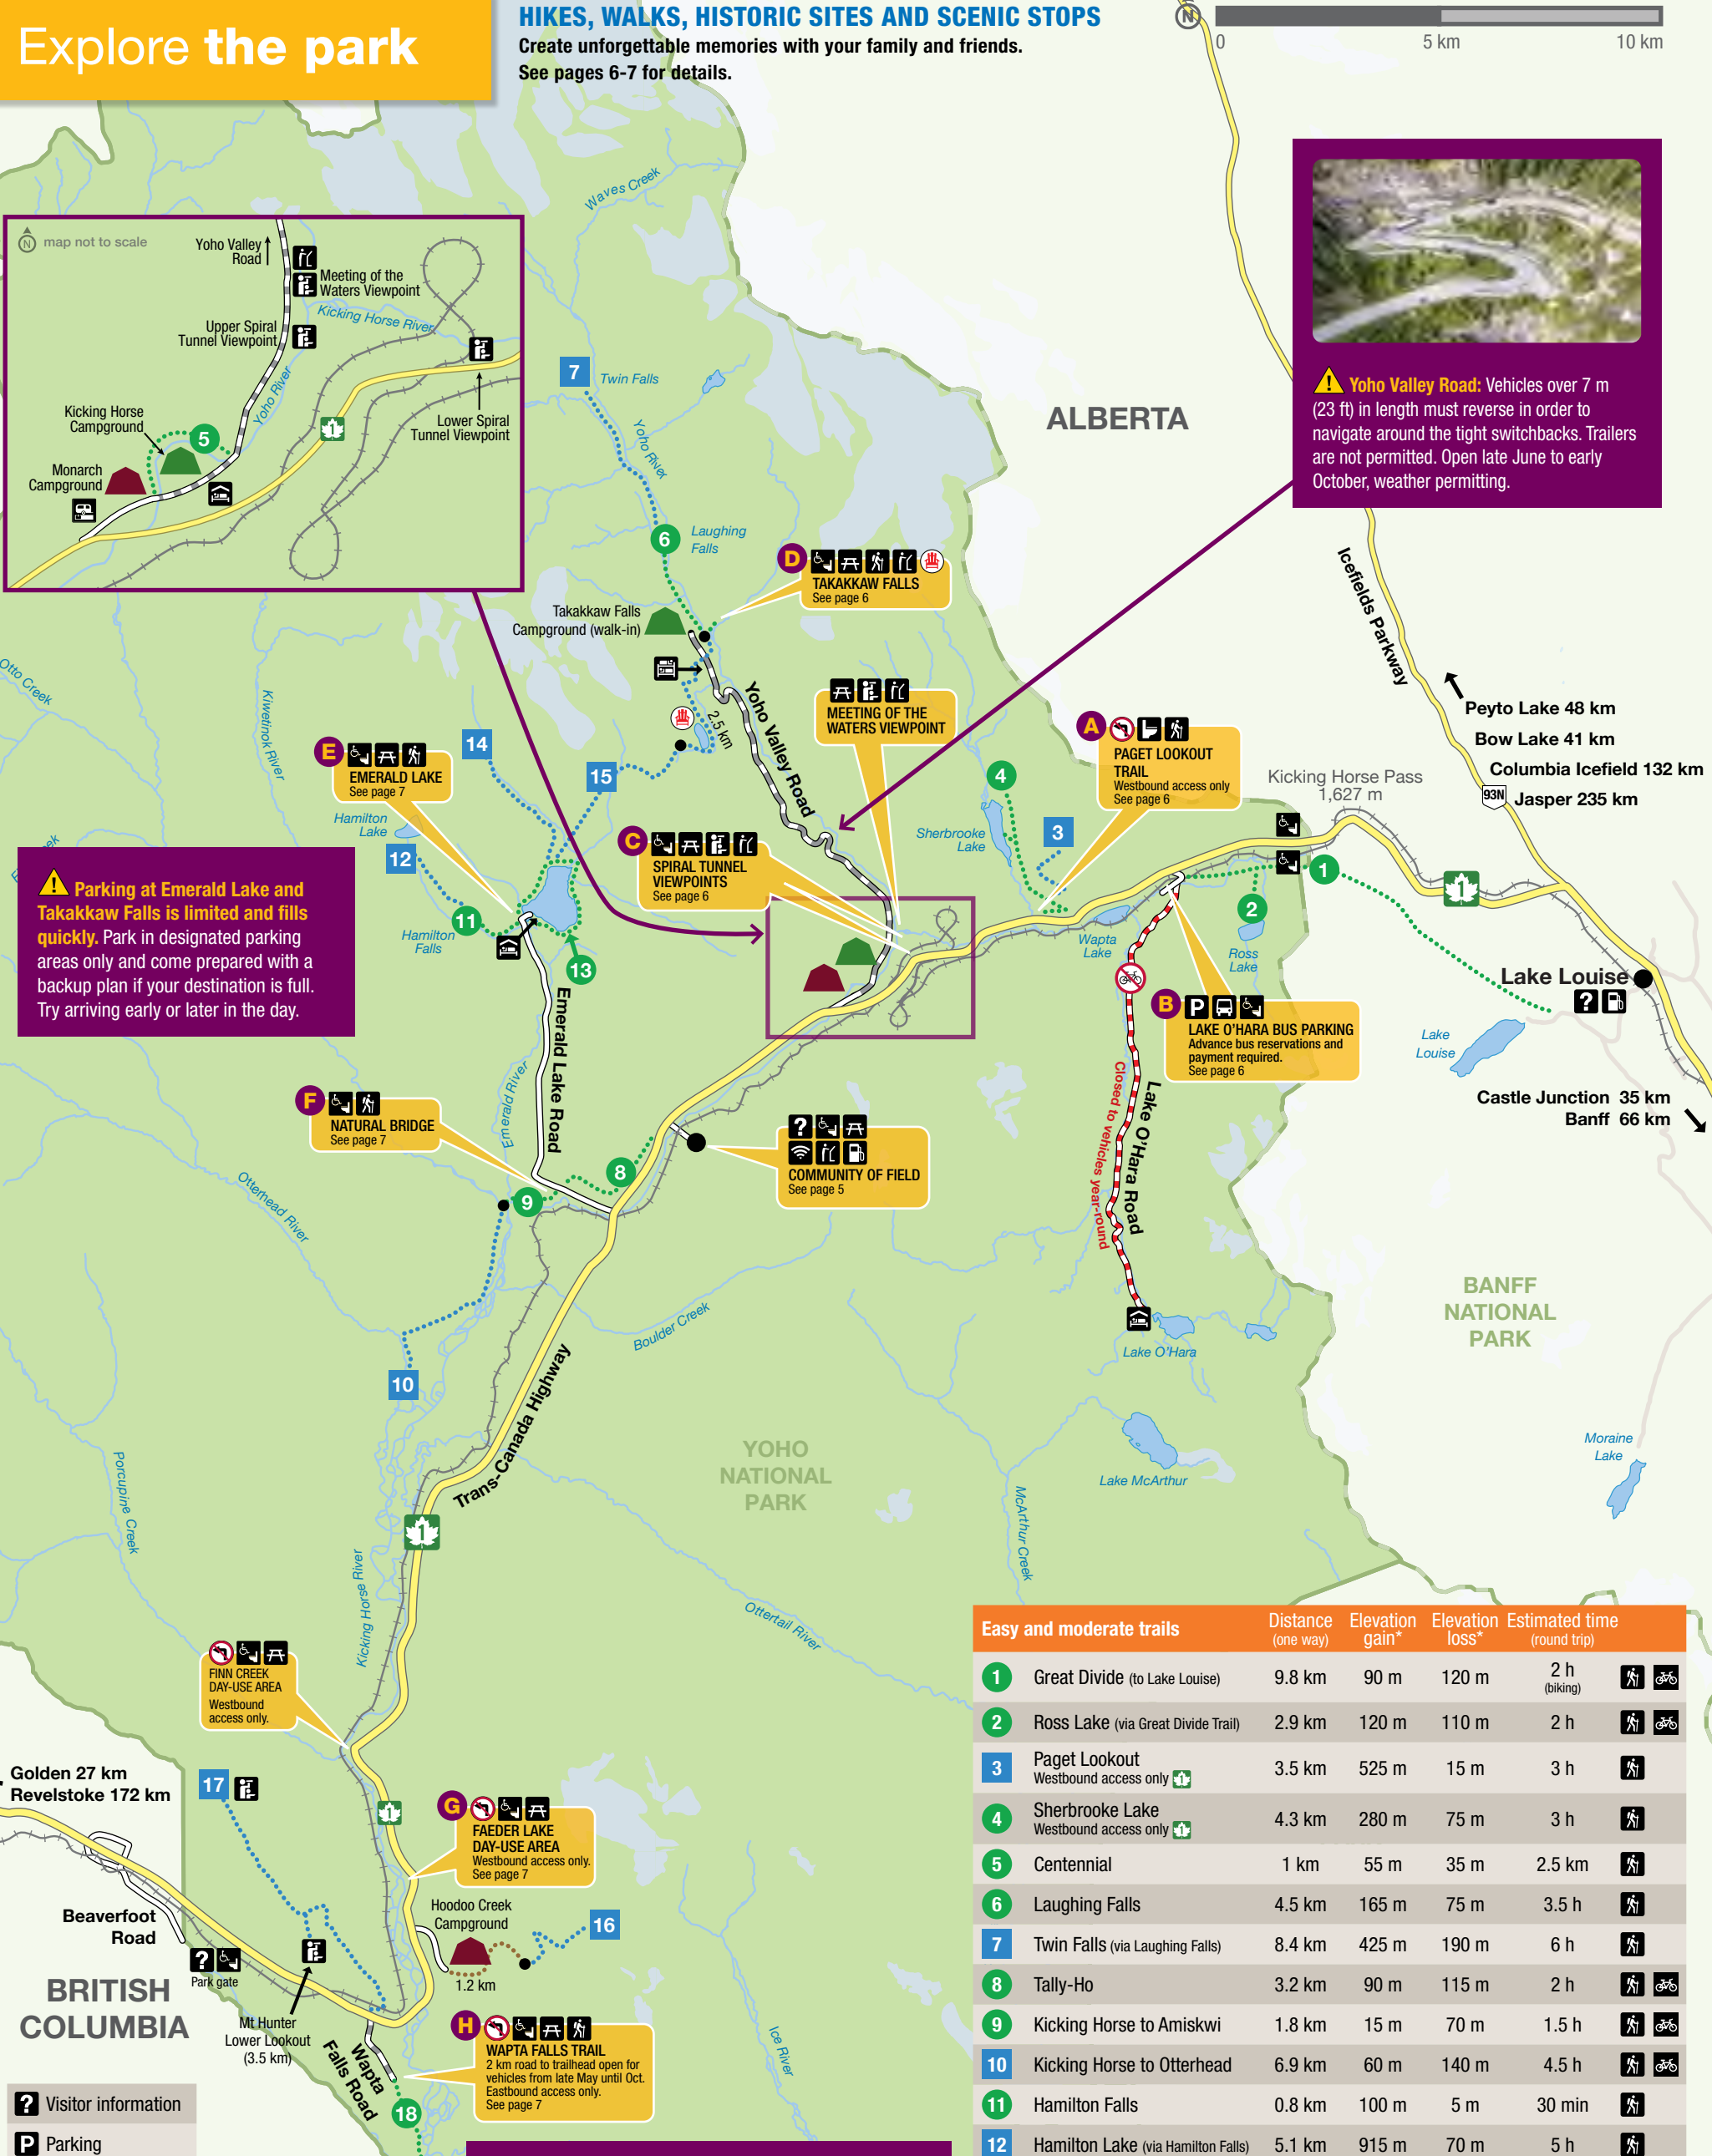 Explore the park
HIKES, WALKS, HISTORIC SITES AND SCENIC STOPS
Create unforgettable memories with your family and friends.
See pages 6-7 for details.
N
0 5 km 10 km
N map not to scale
Yoho Valley
Road
Meeting of the
Waters Viewpoint
Kicking Horse River
Upper Spiral
Tunnel Viewpoint
Yoho River
Kicking Horse
Campground
5
1
Lower Spiral
Tunnel Viewpoint
Monarch
Campground
Waves Creek
7
Twin Falls
Yoho River
6
Laughing
Falls
ALBERTA
Yoho Valley Road: Vehicles over 7 m
(23 ft) in length must reverse in order to
navigate around the tight switchbacks. Trailers
are not permitted. Open late June to early
October, weather permitting.
D
TAKAKKAW FALLS
See page 6
Takakkaw Falls
Campground (walk-in)
Icefields Parkway
Otto Creek
Kiwetinok River
2.5 km
Yoho Valley Road
MEETING OF THE
WATERS VIEWPOINT
A
PAGET LOOKOUT
TRAIL
Westbound access only
See page 6
Peyto Lake 48 km
Bow Lake 41 km
Columbia Icefield 132 km
93N
Jasper 235 km
Kicking Horse Pass
1,627 m
E
EMERALD LAKE
See page 7
14
15
4
3
Hamilton
Lake
12
Sherbrooke
Lake
C
SPIRAL TUNNEL
VIEWPOINTS
See page 6
1
1
2
Parking at Emerald Lake and
Takakkaw Falls is limited and fills
quickly. Park in designated parking
areas only and come prepared with a
backup plan if your destination is full.
Try arriving early or later in the day.
11
Hamilton
Falls
13
Wapta
Lake
Ross
Lake
Lake Louise
Lake
Louise
B
LAKE O'HARA BUS PARKING
Advance bus reservations and
payment required.
See page 6
Emerald Lake Road
Emerald River
Closed to vehicles year-round
Lake O'Hara Road
Castle Junction 35 km
Banff 66 km
F
NATURAL BRIDGE
See page 7
COMMUNITY OF FIELD
See page 5
8
9
Otterhead River
Boulder Creek
Lake O'Hara
BANFF
NATIONAL
PARK
10
Trans-Canada Highway
YOHO
NATIONAL
PARK
Moraine
Lake
Lake McArthur
Porcupine Creek
McArthur Creek
1
Kicking Horse River
Ottertail River
FINN CREEK
DAY-USE AREA
Westbound
access only.
Golden 27 km
Revelstoke 172 km
17
1
G
FAEDER LAKE
DAY-USE AREA
Westbound access only.
See page 7
Hoodoo Creek
Campground
16
1.2 km
Beaverfoot
Road
Park gate
BRITISH
COLUMBIA
Mt Hunter
Lower Lookout
(3.5 km)
Wapta
Falls Road
H
WAPTA FALLS TRAIL
2 km road to trailhead open for
vehicles from late May until Oct.
Eastbound access only.
See page 7
18
Ice River
? Visitor information
P Parking
Easy and moderate trails Distance (one way) Elevation gain* Elevation loss* Estimated time (round trip)
1 Great Divide (to Lake Louise) 9.8 km 90 m 120 m 2 h (biking)
2 Ross Lake (via Great Divide Trail) 2.9 km 120 m 110 m 2 h
3 Paget Lookout 3.5 km 525 m 15 m 3 h
Westbound access only 1
4 Sherbrooke Lake 4.3 km 280 m 75 m 3 h
Westbound access only 1
5 Centennial 1 km 55 m 35 m 2.5 km
6 Laughing Falls 4.5 km 165 m 75 m 3.5 h
7 Twin Falls (via Laughing Falls) 8.4 km 425 m 190 m 6 h
8 Tally-Ho 3.2 km 90 m 115 m 2 h
9 Kicking Horse to Amiskwi 1.8 km 15 m 70 m 1.5 h
10 Kicking Horse to Otterhead 6.9 km 60 m 140 m 4.5 h
11 Hamilton Falls 0.8 km 100 m 5 m 30 min
12 Hamilton Lake (via Hamilton Falls) 5.1 km 915 m 70 m 5 h